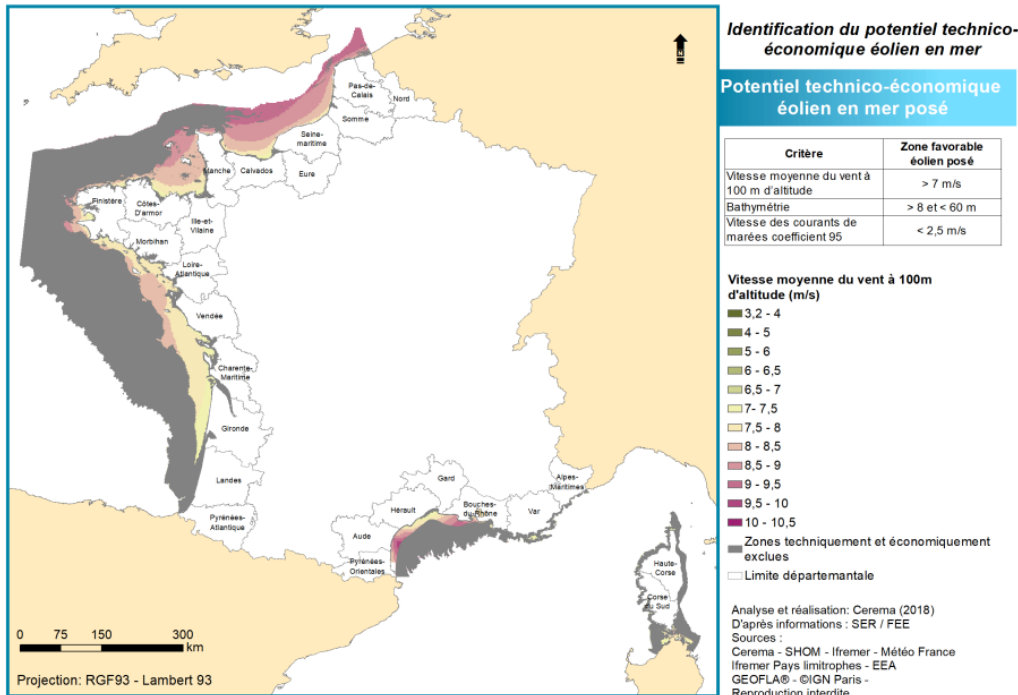 Identification du potentiel technico-
économique éolien en mer
Potentiel technico-économique
éolien en mer posé
Critère
Zone favorable
éolien posé
Vitesse moyenne du vent à
100 m d'altitude
> 7 m/s
Bathymétrie
> 8 et < 60 m
Vitesse des courants de
marées coefficient 95
< 2,5 m/s
Vitesse moyenne du vent à 100m
d'altitude (m/s)
3,2 - 4
4 - 5
5 - 6
6 - 6,5
6,5 - 7
7- 7,5
7,5 - 8
8 - 8,5
8,5 - 9
9 - 9,5
9,5 - 10
10 - 10,5
Zones techniquement et économiquement
exclues
Limite départemantale
Analyse et réalisation: Cerema (2018)
D'après informations : SER / FEE
Sources :
Cerema - SHOM - Ifremer - Météo France
Ifremer Pays limitrophes - EEA
GEOFLA® - ©IGN Paris -
Reproduction interdite
N
Pas-de-
Calais
Nord
Somme
Seine-
maritime
Eure
Calvados
Manche
Finistère
Côtes-
D'armor
Ille-et-
Vilaine
Morbihan
Loire-
Atlantique
Vendée
Charente-
Maritime
Gironde
Landes
Pyrénées-
Atlantique
Gard
Hérault
Bouches-
du-Rhône
Var
Alpes-
Maritimes
Aude
Pyrénées-
Orientales
Haute-
Corse
Corse
du Sud
0 75 150 300
km
Projection: RGF93 - Lambert 93